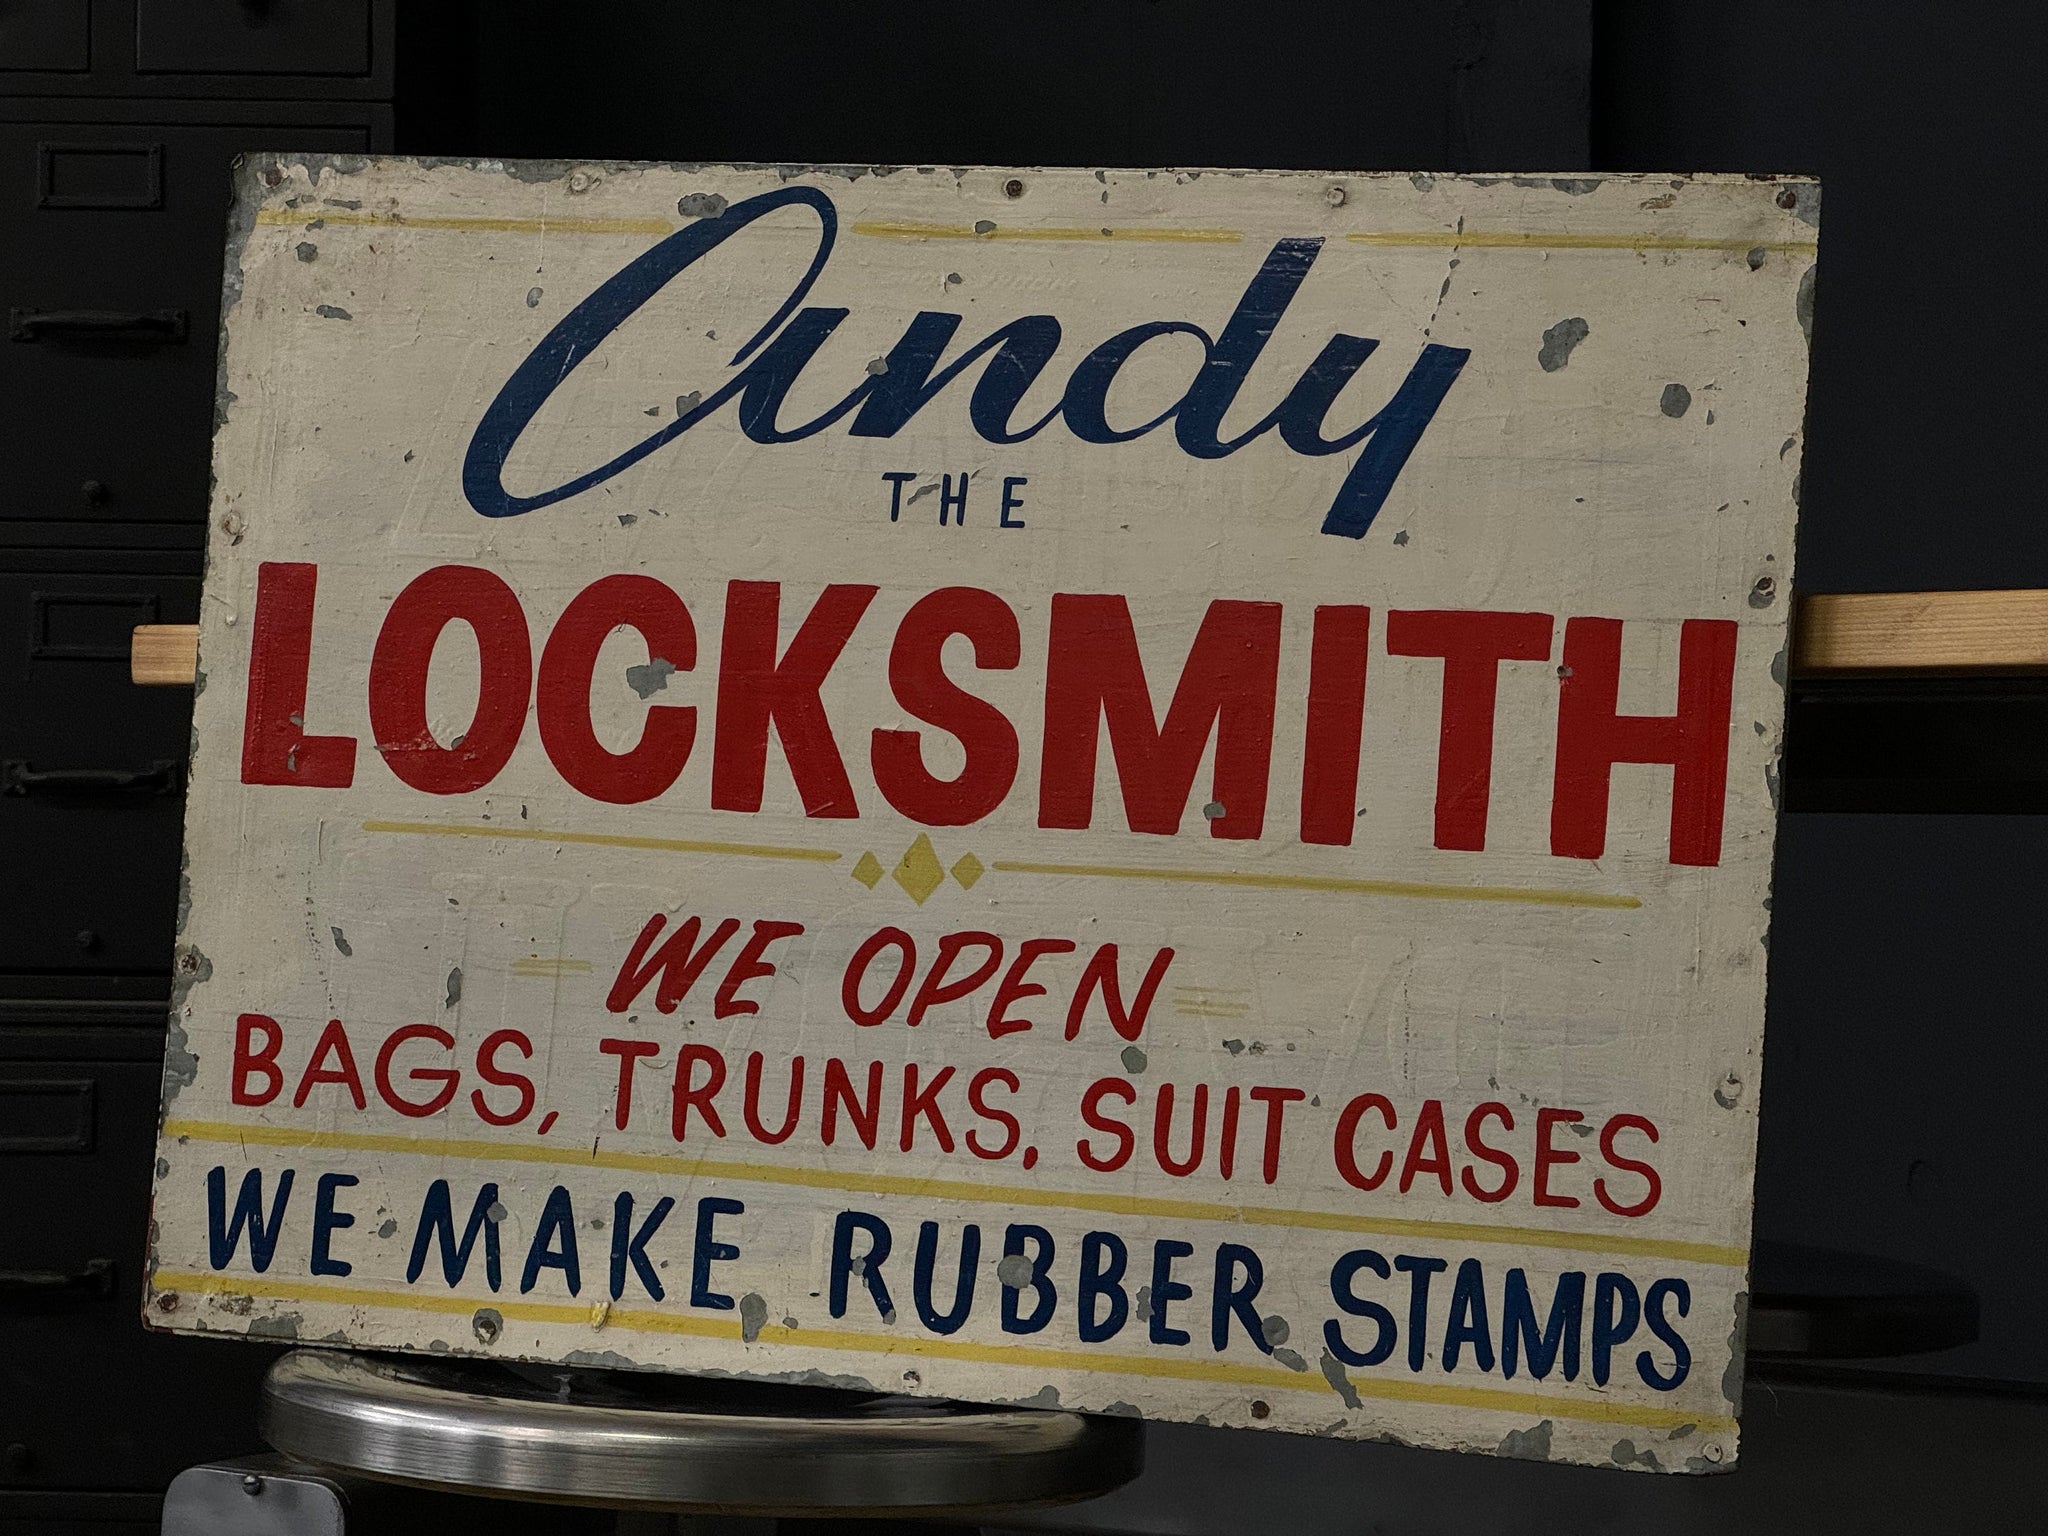 Andy
THE
LOCKSMITH
WE OPEN
BAGS, TRUNKS, SUIT CASES
WE MAKE RUBBER STAMPS